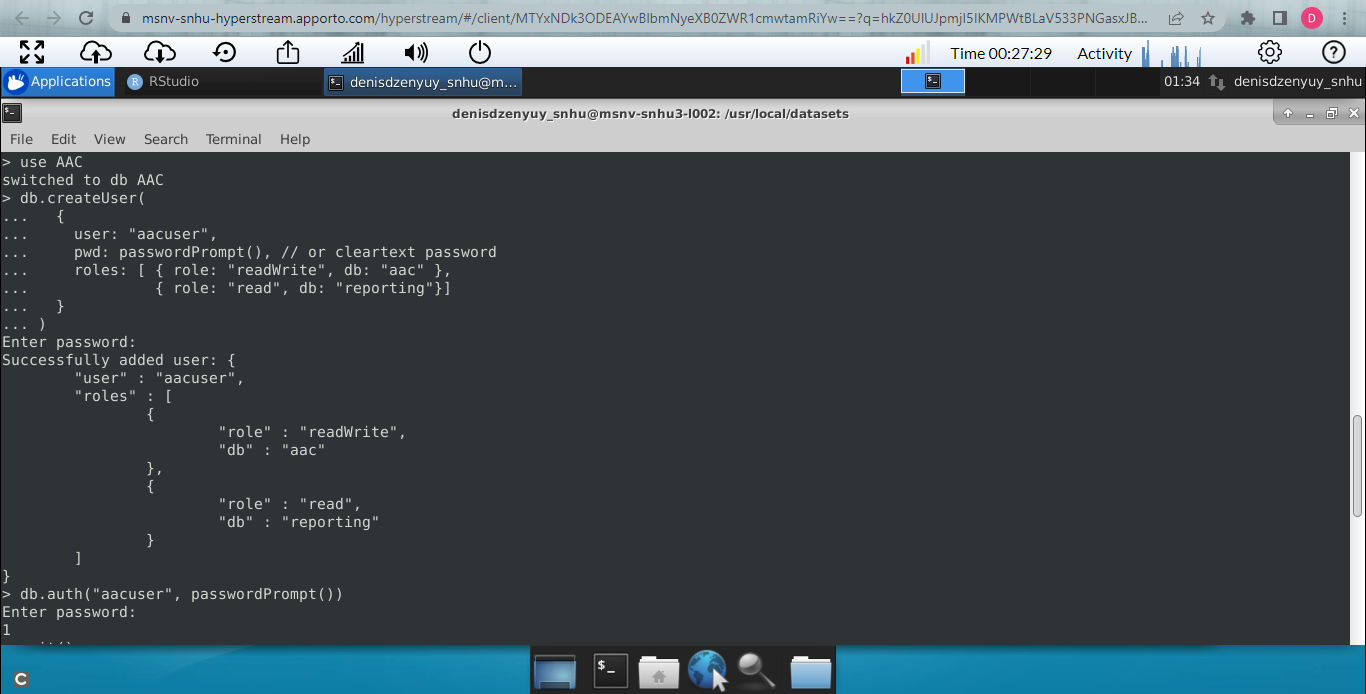 msnv-snhu-hyperstream.apporto.com/hyperstream/#/client/MTYxNDk3ODEAYwBIbmNyeXB0ZWR1cmwtamRiYw==?q=hkZ0UIUJpmjI5IKMPWtBLaV533PNGasxJB...
D
Time 00:27:29 Activity
Applications RStudio denisdzenyuy_snhu@m... 01:34 denisdzenyuy_snhu
denisdzenyuy_snhu@msnv-snhu3-l002: /usr/local/datasets
File Edit View Search Terminal Help
> use AAC
switched to db AAC
> db.createUser(
... {
... user: "aacuser",
... pwd: passwordPrompt(), // or cleartext password
... roles: [ { role: "readWrite", db: "aac" },
... { role: "read", db: "reporting"}]
... }
... )
Enter password:
Successfully added user: {
"user" : "aacuser",
"roles" : [
{
"role" : "readWrite",
"db" : "aac"
},
{
"role" : "read",
"db" : "reporting"
}
]
}
> db.auth("aacuser", passwordPrompt())
Enter password:
1
C